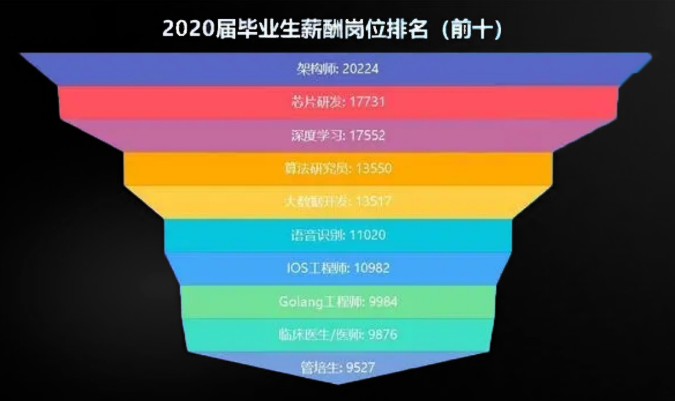 2020届毕业生薪酬岗位排名（前十）
架构师: 20224
芯片研发: 17731
深度学习: 17552
算法研究员: 13550
大数据开发: 13517
语音识别: 11020
IOS工程师: 10982
Golang工程师: 9984
临床医生/医师: 9876
管培生: 9527